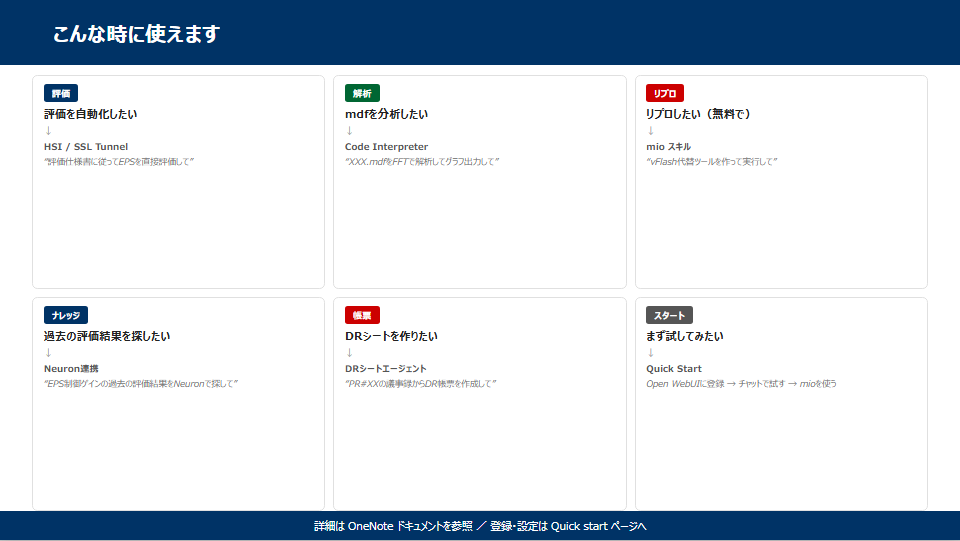 こんな時に使えます
評価
評価を自動化したい
↓
HSI / SSL Tunnel
"評価仕様書に従ってEPSを直接評価して"
解析
mdfを分析したい
↓
Code Interpreter
"XXX.mdfをFFTで解析してグラフ出力して"
リプロ
リプロしたい（無料で）
↓
mio スキル
"vFlash代替ツールを作って実行して"
ナレッジ
過去の評価結果を探したい
↓
Neuron連携
"EPS制御ゲインの過去の評価結果をNeuronで探して"
帳票
DRシートを作りたい
↓
DRシートエージェント
"PR#XXの議事録からDR帳票を作成して"
スタート
まず試してみたい
↓
Quick Start
Open WebUIに登録 → チャットで試す → mioを使う
詳細は OneNote ドキュメントを参照 ／ 登録・設定は Quick start ページへ